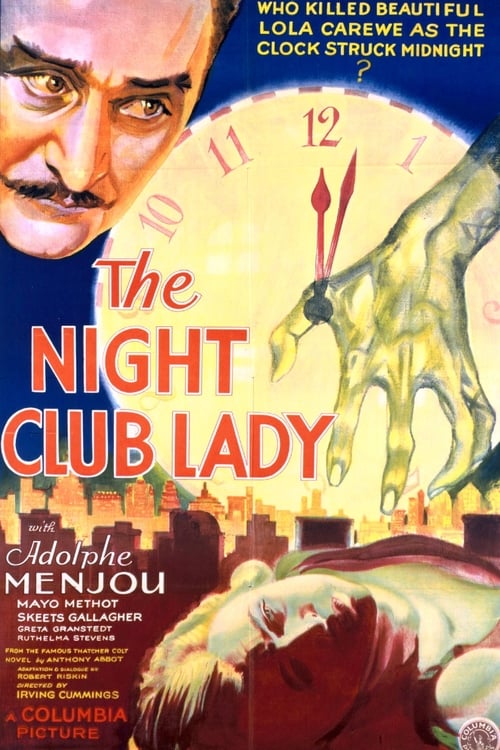 WHO KILLED BEAUTIFUL
LOLA CAREWE AS THE
CLOCK STRUCK MIDNIGHT
?
10
11
12
1
The
NIGHT
CLUB LADY
with
Adolphe
MENJOU
MAYO METHOT
SKEETS GALLAGHER
GRETA GRANSTEDT
RUTHELMA STEVENS
FROM THE FAMOUS THATCHER COLT
NOVEL BY ANTHONY ABBOT
ADAPTATION & DIALOGUE BY
ROBERT RISKIN
DIRECTED BY
IRVING CUMMINGS
A COLUMBIA
PICTURE
A COLUMBIA